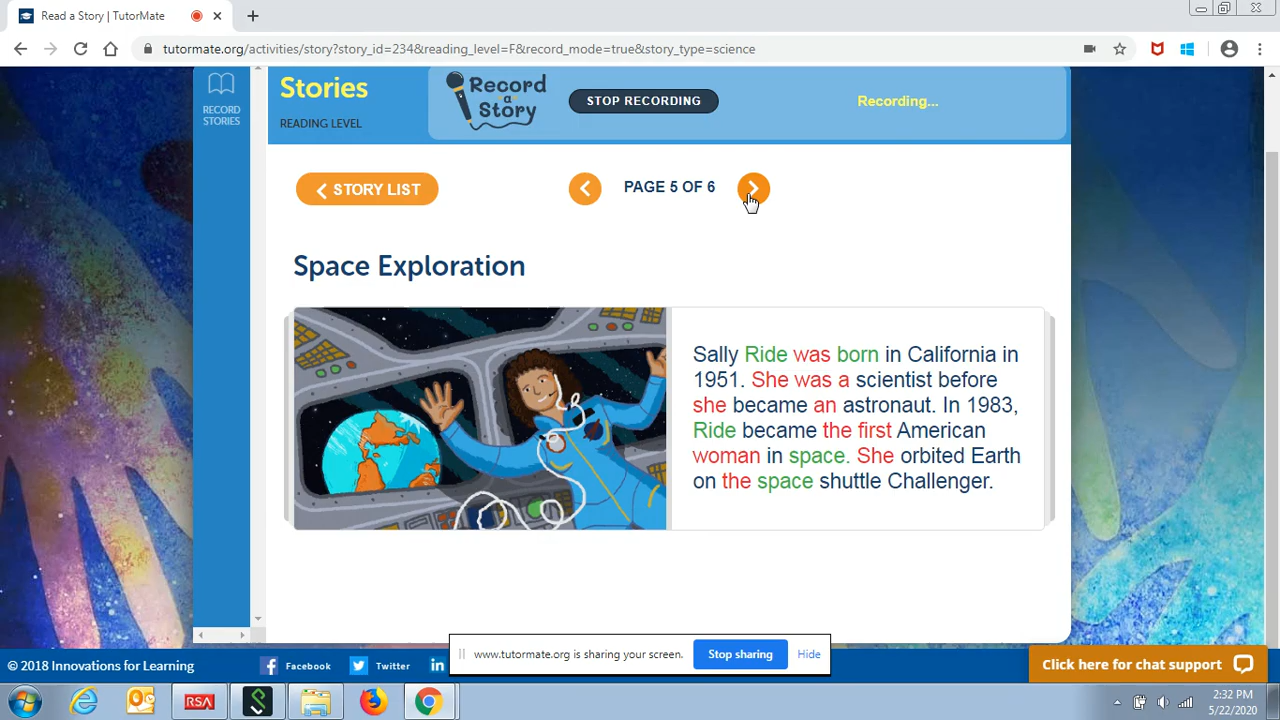 Read a Story | TutorMate
tutormate.org/activities/story?story_id=234&reading_level=F&record_mode=true&story_type=science
RECORD
STORIES
Stories
READING LEVEL
Record
a
Story
STOP RECORDING
Recording...
STORY LIST
PAGE 5 OF 6
Space Exploration
Sally Ride was born in California in
1951. She was a scientist before
she became an astronaut. In 1983,
Ride became the first American
woman in space. She orbited Earth
on the space shuttle Challenger.
www.tutormate.org is sharing your screen.
Stop sharing
Hide
© 2018 Innovations for Learning
Facebook
Twitter
in
Click here for chat support
RSA
2:32 PM
5/22/2020